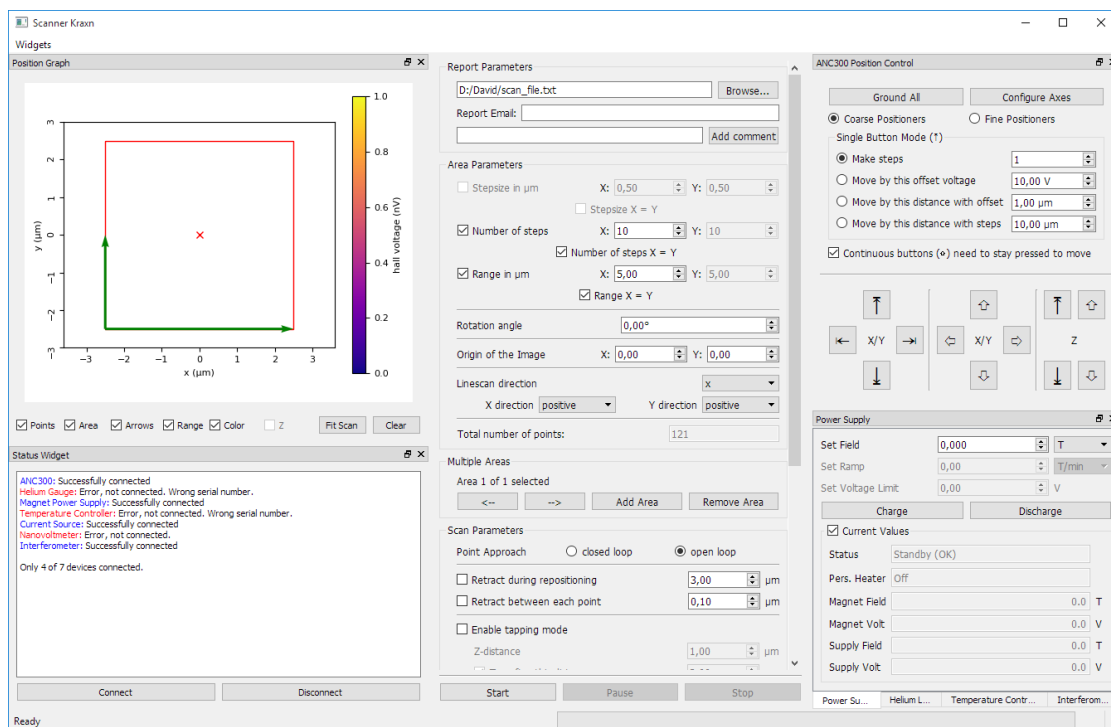 Scanner Kraxn
Widgets
Position Graph
3
2
1
0
−1
−2
−3
y (µm)
−3 −2 −1 0 1 2 3
x (µm)
1.0
0.8
0.6
0.4
0.2
0.0
hall voltage (nV)
Points Area Arrows Range Color Z Fit Scan Clear
Status Widget
ANC300: Successfully connected
Helium Gauge: Error, not connected. Wrong serial number.
Magnet Power Supply: Successfully connected
Temperature Controller: Error, not connected. Wrong serial number.
Current Source: Successfully connected
Nanovoltmeter: Error, not connected.
Interferometer: Successfully connected
Only 4 of 7 devices connected.
Connect Disconnect
Ready
Report Parameters
D:/David/scan_file.txt Browse...
Report Email:
Add comment
Area Parameters
Stepsize in µm X: 0,50 Y: 0,50
Stepsize X = Y
Number of steps X: 10 Y: 10
Number of steps X = Y
Range in µm X: 5,00 Y: 5,00
Range X = Y
Rotation angle 0,00°
Origin of the Image X: 0,00 Y: 0,00
Linescan direction x
X direction positive Y direction positive
Total number of points: 121
Multiple Areas
Area 1 of 1 selected
<-- --> Add Area Remove Area
Scan Parameters
Point Approach closed loop open loop
Retract during repositioning 3,00 µm
Retract between each point 0,10 µm
Enable tapping mode
Z-distance 1,00 µm
Start Pause Stop
ANC300 Position Control
Ground All Configure Axes
Coarse Positioners Fine Positioners
Single Button Mode (↑)
Make steps 1
Move by this offset voltage 10,00 V
Move by this distance with offset 1,00 µm
Move by this distance with steps 10,00 µm
Continuous buttons (⇕) need to stay pressed to move
X/Y X/Y Z
Power Supply
Set Field 0,000 T
Set Ramp 0,00 T/min
Set Voltage Limit 0,00 V
Charge Discharge
Current Values
Status Standby (OK)
Pers. Heater Off
Magnet Field 0.0 T
Magnet Volt 0.0 V
Supply Field 0.0 T
Supply Volt 0.0 V
Power Su... Helium L... Temperature Contr... Interferom...